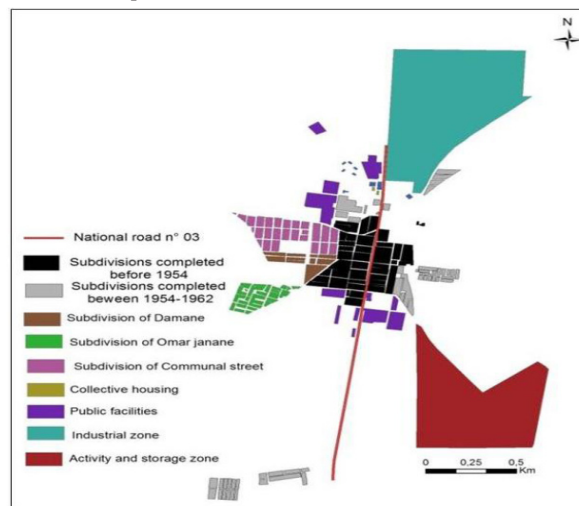 N
National road n° 03
Subdivisions completed
before 1954
Subdivisions completed
beween 1954-1962
Subdivision of Damane
Subdivision of Omar janane
Subdivision of Communal street
Collective housing
Public facilities
Industrial zone
Activity and storage zone
0 0,25 0,5
Km